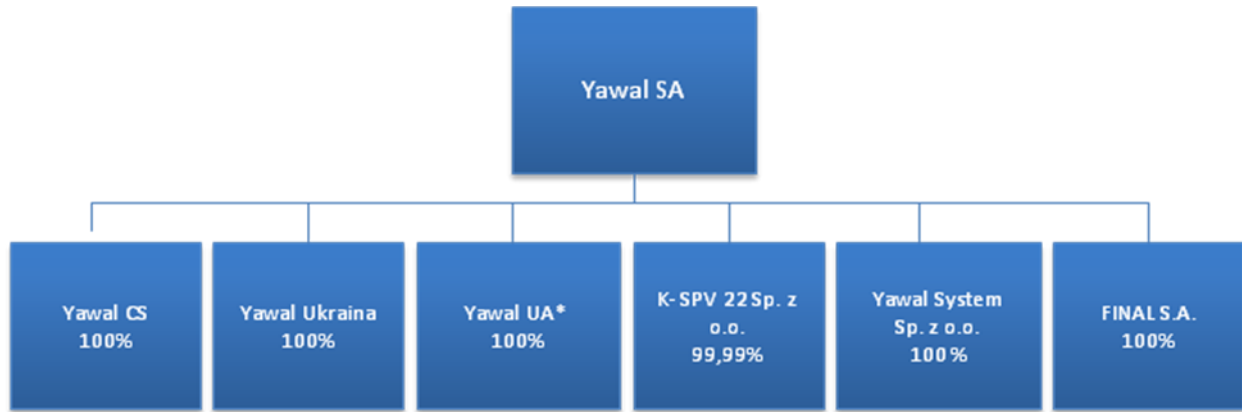 Yawal SA
Yawal CS
100%
Yawal Ukraina
100%
Yawal UA*
100%
K- SPV 22 Sp. z
o.o.
99,99%
Yawal System
Sp. z o.o.
100 %
FINAL S.A.
100%